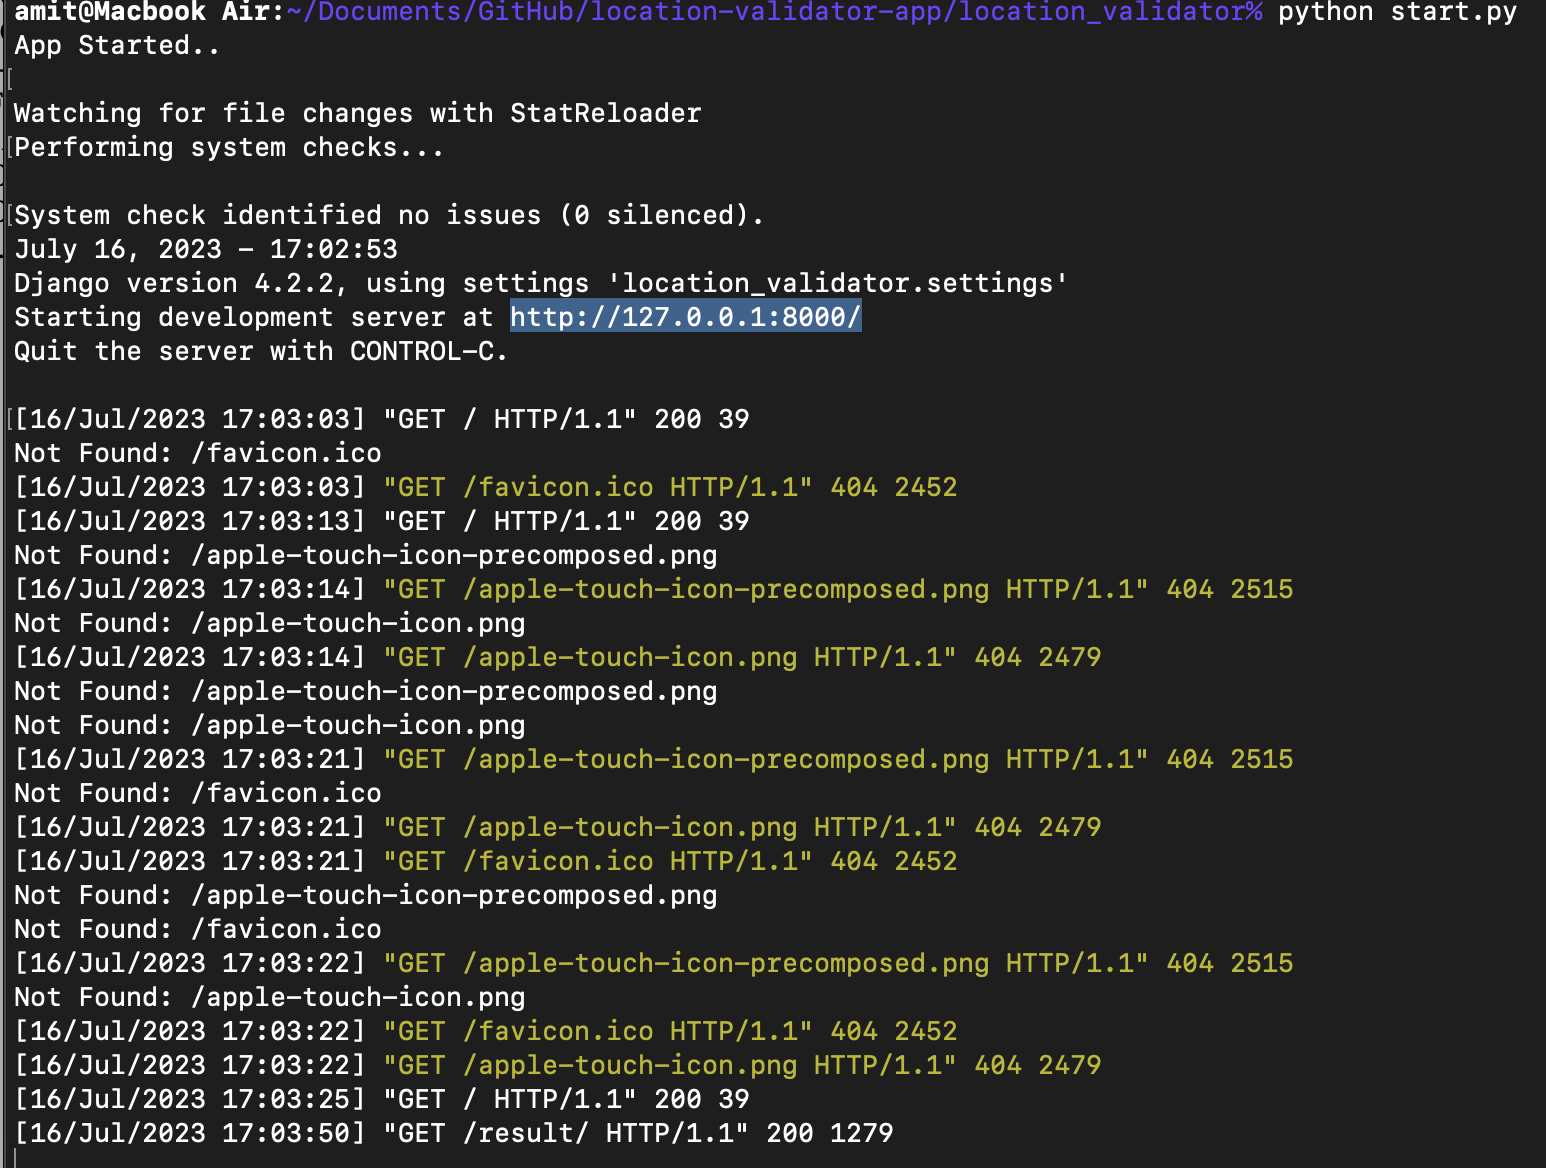 amit@Macbook Air:~/Documents/GitHub/location-validator-app/location_validator% python start.py
App Started..
[
Watching for file changes with StatReloader
[Performing system checks...
[System check identified no issues (0 silenced).
July 16, 2023 - 17:02:53
Django version 4.2.2, using settings 'location_validator.settings'
Starting development server at http://127.0.0.1:8000/
Quit the server with CONTROL-C.
[[16/Jul/2023 17:03:03] "GET / HTTP/1.1" 200 39
Not Found: /favicon.ico
[16/Jul/2023 17:03:03] "GET /favicon.ico HTTP/1.1" 404 2452
[16/Jul/2023 17:03:13] "GET / HTTP/1.1" 200 39
Not Found: /apple-touch-icon-precomposed.png
[16/Jul/2023 17:03:14] "GET /apple-touch-icon-precomposed.png HTTP/1.1" 404 2515
Not Found: /apple-touch-icon.png
[16/Jul/2023 17:03:14] "GET /apple-touch-icon.png HTTP/1.1" 404 2479
Not Found: /apple-touch-icon-precomposed.png
Not Found: /apple-touch-icon.png
[16/Jul/2023 17:03:21] "GET /apple-touch-icon-precomposed.png HTTP/1.1" 404 2515
Not Found: /favicon.ico
[16/Jul/2023 17:03:21] "GET /apple-touch-icon.png HTTP/1.1" 404 2479
[16/Jul/2023 17:03:21] "GET /favicon.ico HTTP/1.1" 404 2452
Not Found: /apple-touch-icon-precomposed.png
Not Found: /favicon.ico
[16/Jul/2023 17:03:22] "GET /apple-touch-icon-precomposed.png HTTP/1.1" 404 2515
Not Found: /apple-touch-icon.png
[16/Jul/2023 17:03:22] "GET /favicon.ico HTTP/1.1" 404 2452
[16/Jul/2023 17:03:22] "GET /apple-touch-icon.png HTTP/1.1" 404 2479
[16/Jul/2023 17:03:25] "GET / HTTP/1.1" 200 39
[16/Jul/2023 17:03:50] "GET /result/ HTTP/1.1" 200 1279